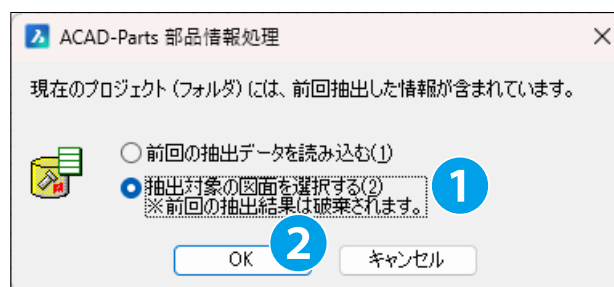 ACAD-Parts 部品情報処理
現在のプロジェクト（フォルダ）には、前回抽出した情報が含まれています。
前回の抽出データを読み込む(1)
抽出対象の図面を選択する(2)
※前回の抽出結果は破棄されます。
1
2
OK
キャンセル